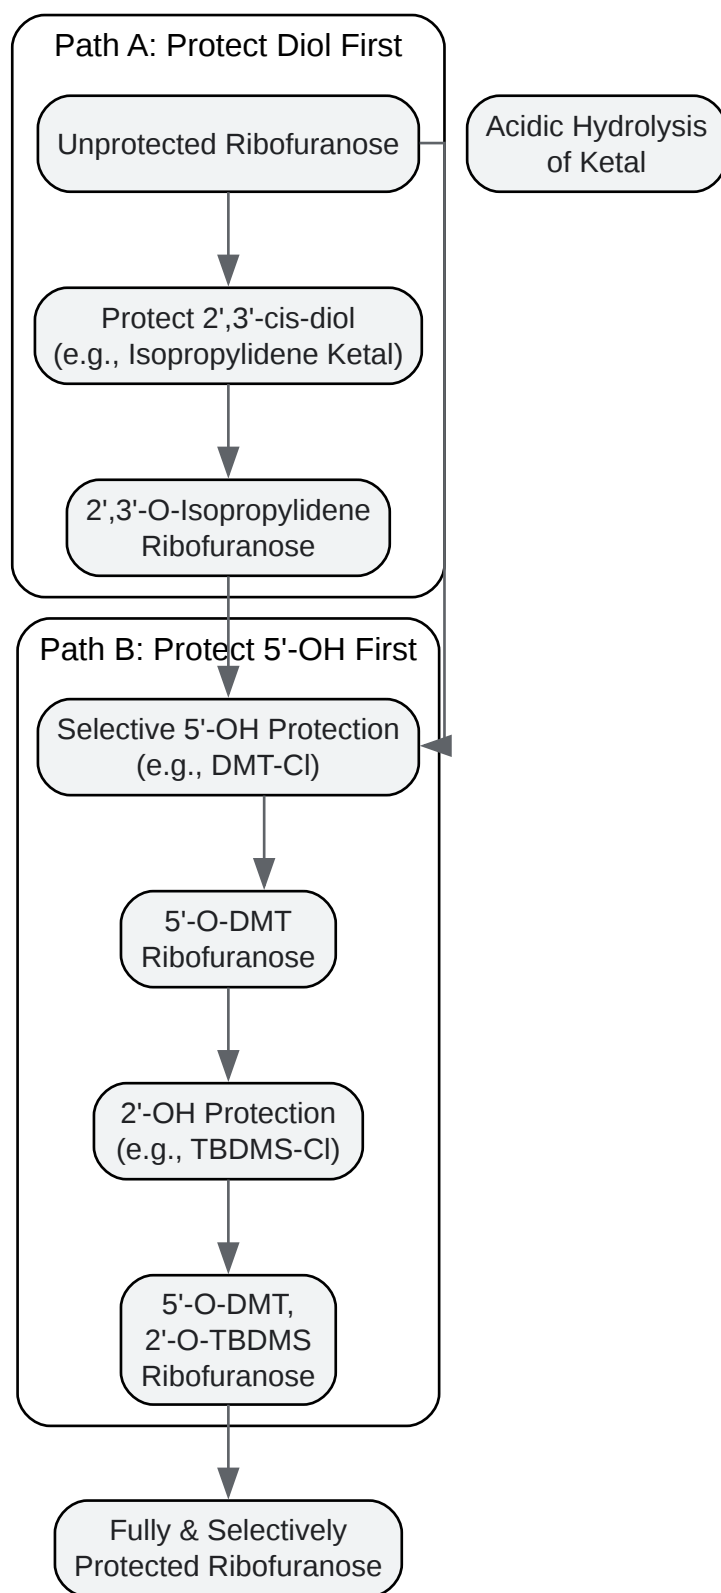 Path A: Protect Diol First
Unprotected Ribofuranose
Acidic Hydrolysis
of Ketal
Protect 2',3'-cis-diol
(e.g., Isopropylidene Ketal)
2',3'-O-Isopropylidene
Ribofuranose
Path B: Protect 5'-OH First
Selective 5'-OH Protection
(e.g., DMT-Cl)
5'-O-DMT
Ribofuranose
2'-OH Protection
(e.g., TBDMS-Cl)
5'-O-DMT,
2'-O-TBDMS
Ribofuranose
Fully & Selectively
Protected Ribofuranose